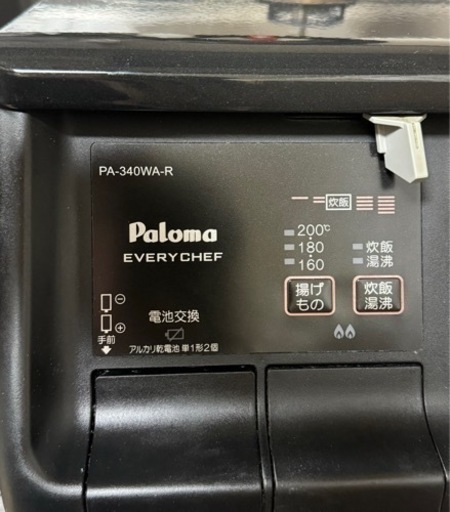 PA-340WA-R
炊飯
Paloma
EVERYCHEF
200℃
180
160
炊飯
湯沸
揚げ
もの
炊飯
湯沸
⊖
⊕
手前
電池交換
アルカリ乾電池 単1形2個